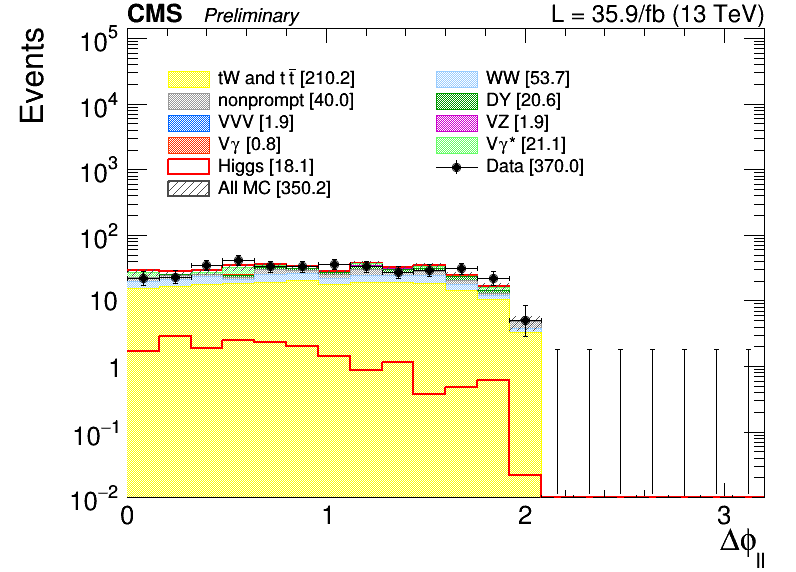 CMS Preliminary L = 35.9/fb (13 TeV)
Events
10⁵
10⁴
10³
10²
10
1
10⁻¹
10⁻²
tW and t t̄ [210.2]
WW [53.7]
nonprompt [40.0]
DY [20.6]
VVV [1.9]
VZ [1.9]
Vγ [0.8]
Vγ* [21.1]
Higgs [18.1]
Data [370.0]
All MC [350.2]
0 1 2 3
Δϕ_ll